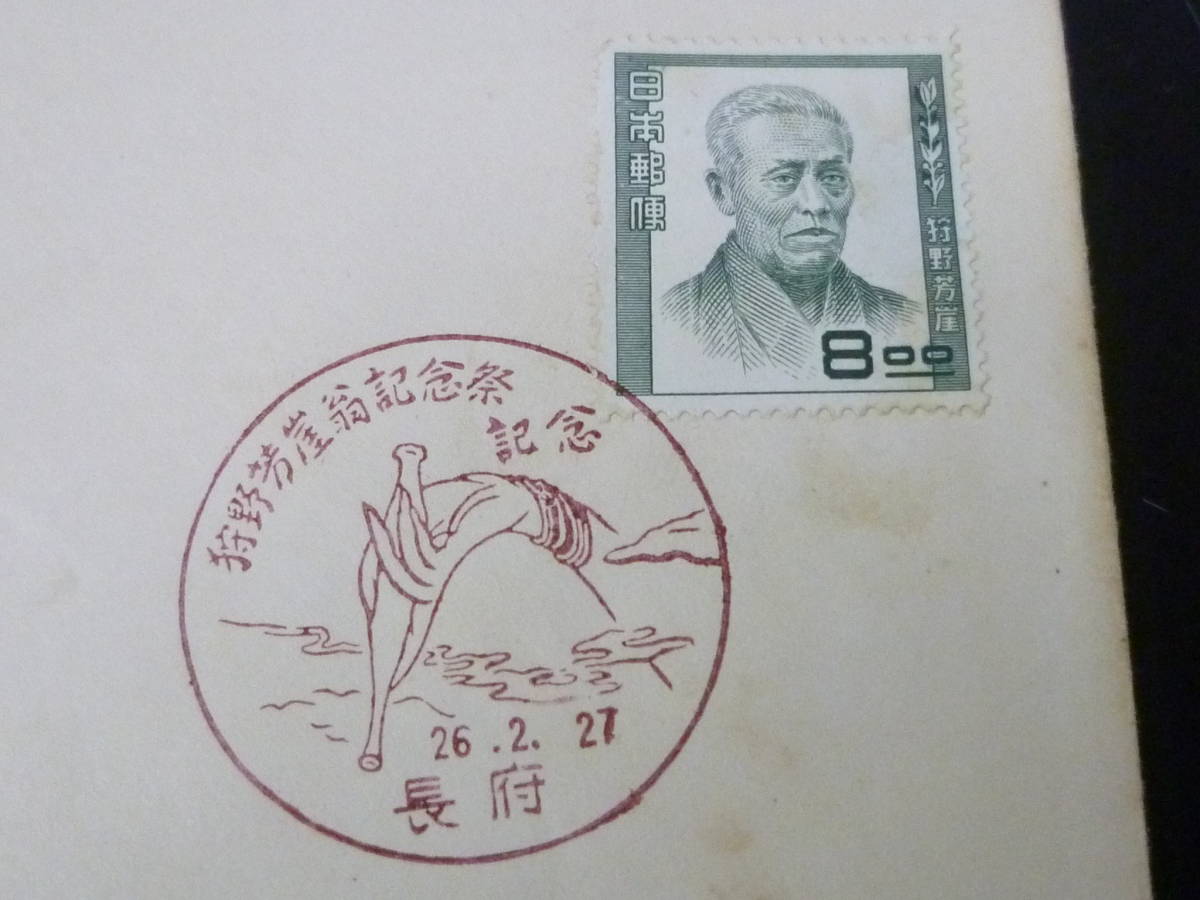 日本郵便
狩野芳崖
8.00
狩野芳崖翁記念祭
記念
26.2.27
長府